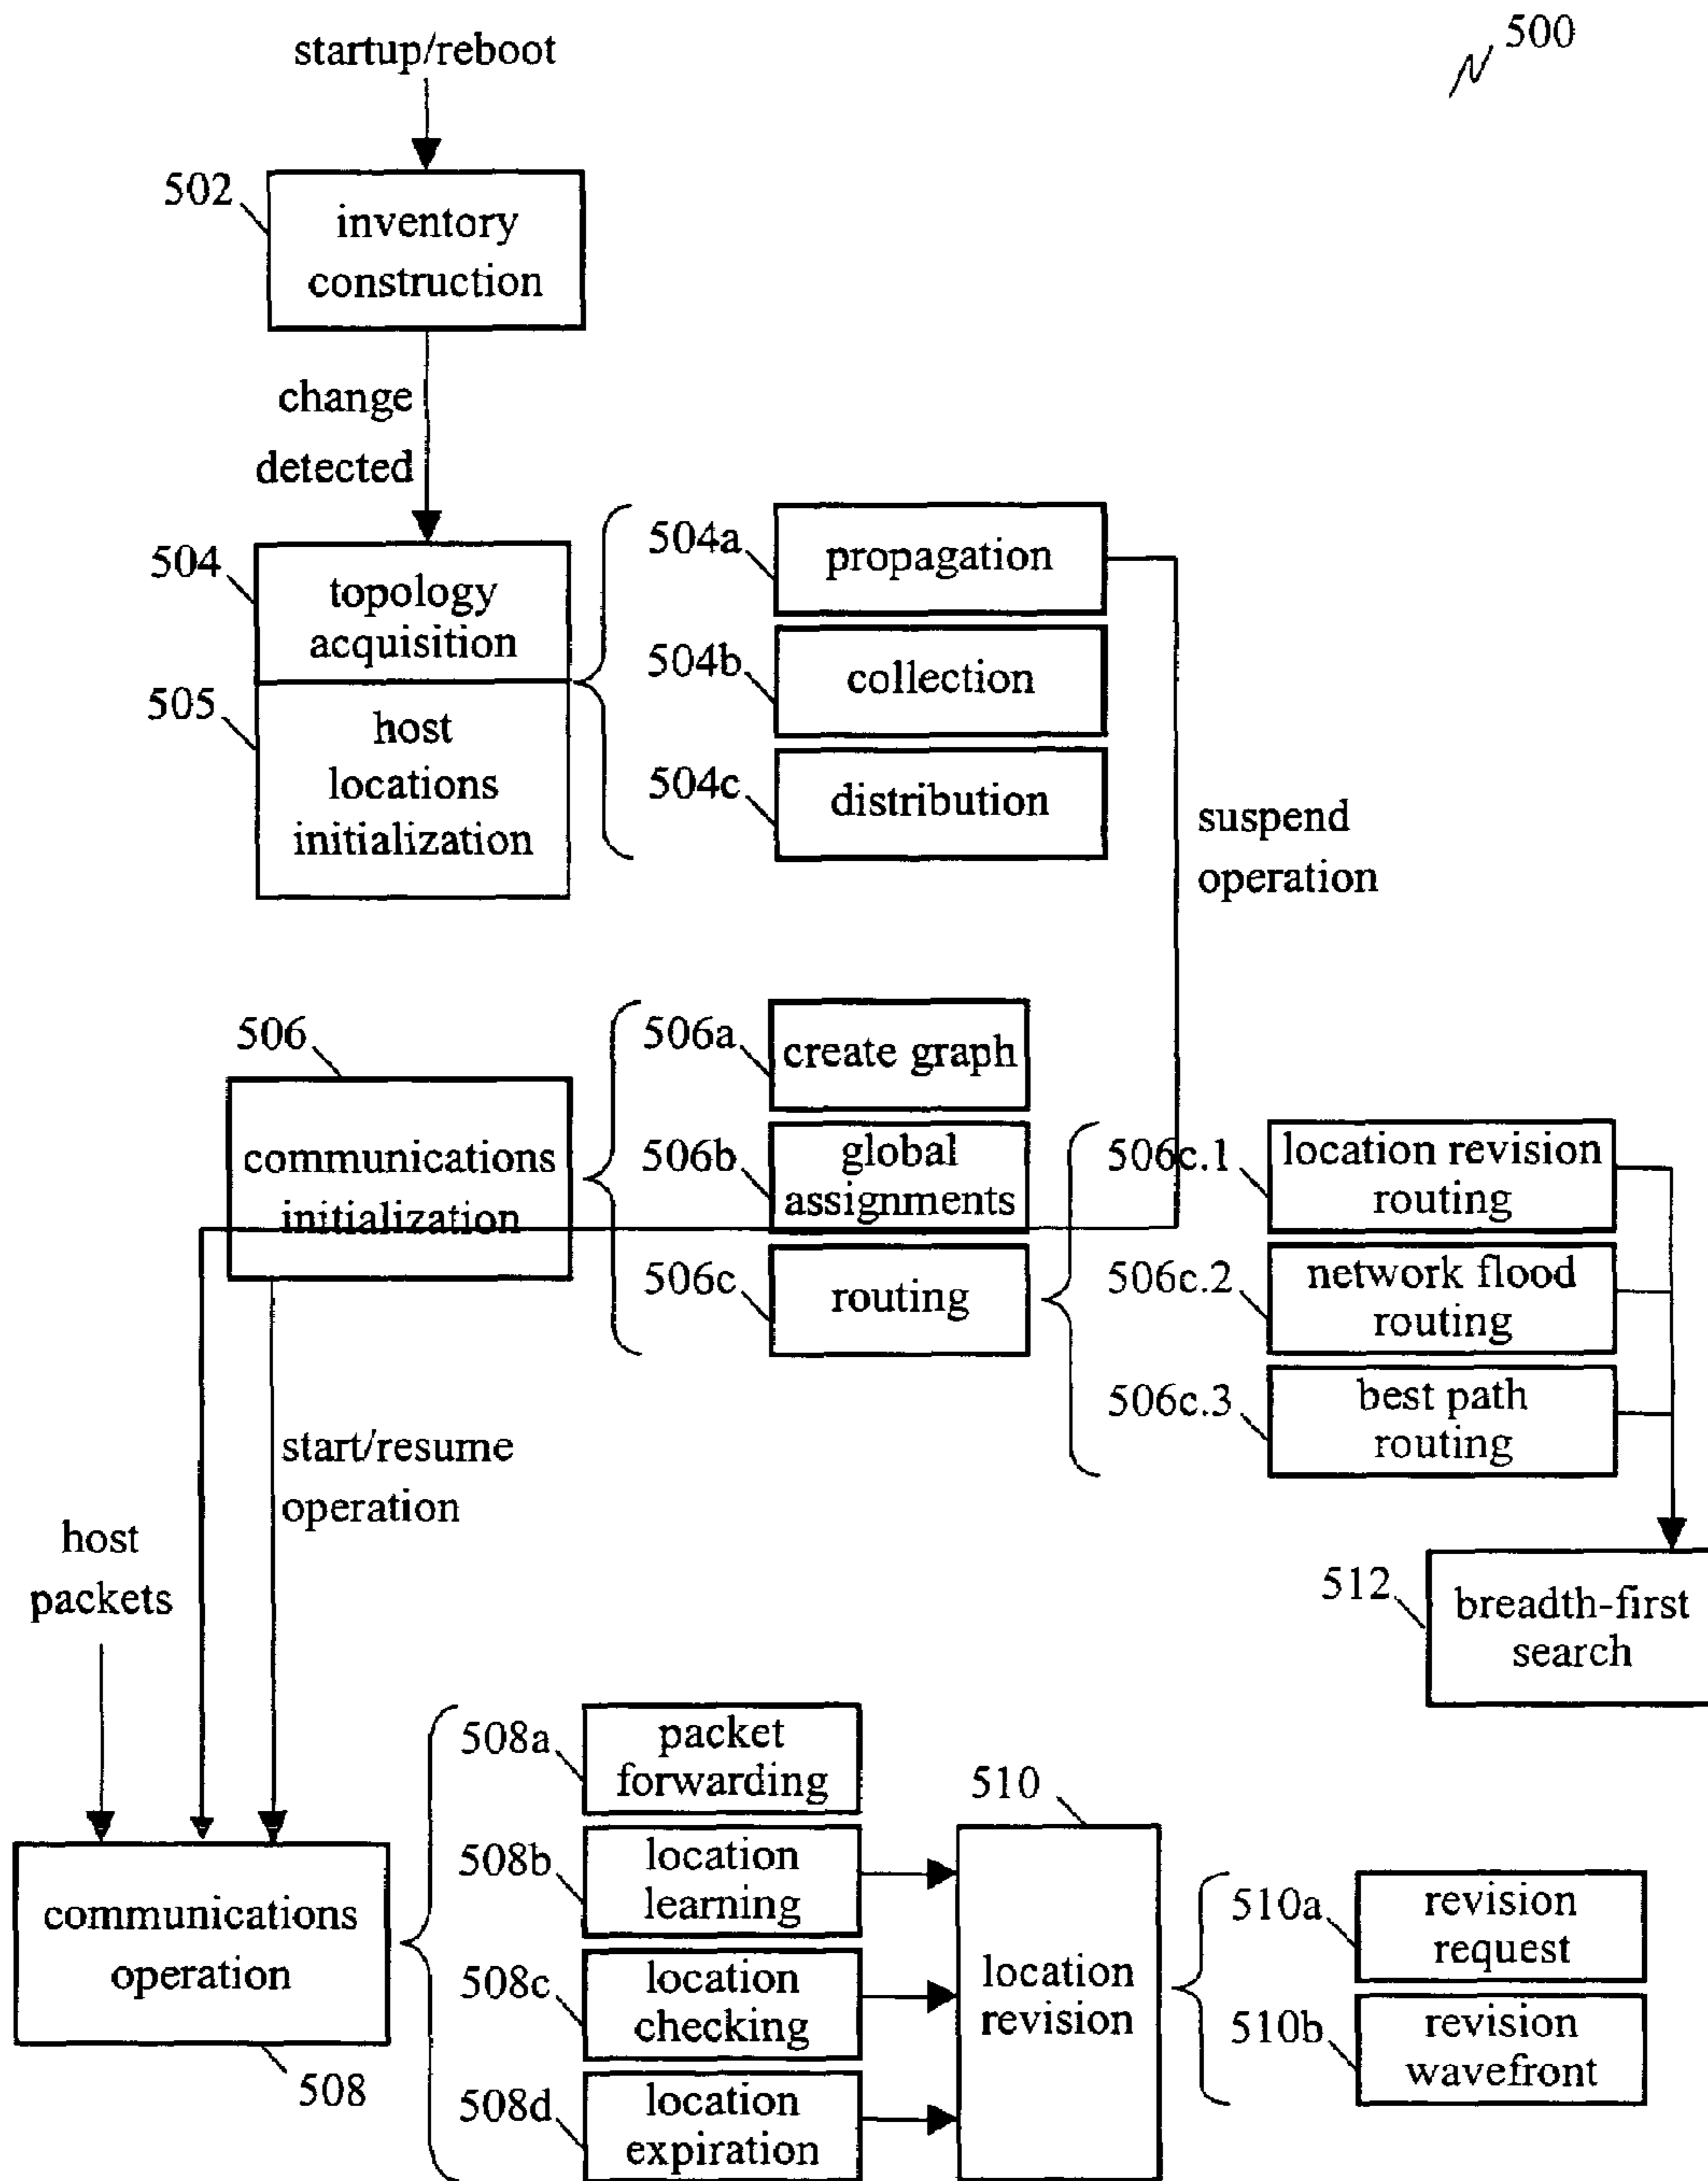 startup/reboot
500
502
inventory
construction
change
detected
504
topology
acquisition
505
host
locations
initialization
504a
propagation
504b
collection
504c
distribution
suspend
operation
506
communications
initialization
506a
create graph
506b
global
assignments
506c
routing
506c.1
location revision
routing
506c.2
network flood
routing
506c.3
best path
routing
start/resume
operation
host
packets
512
breadth-first
search
communications
operation
508
508a
packet
forwarding
508b
location
learning
508c
location
checking
508d
location
expiration
510
location
revision
510a
revision
request
510b
revision
wavefront